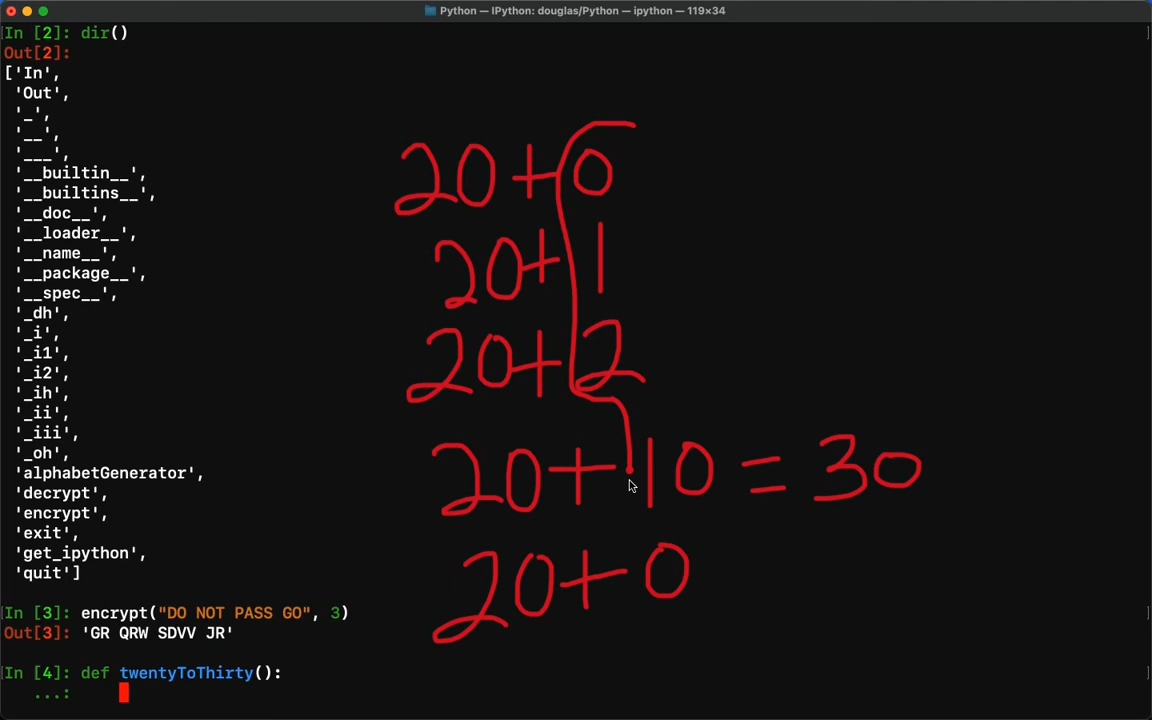 Python — IPython: douglas/Python — ipython — 119×34
In [2]: dir()
Out[2]:
['In',
'Out',
'_',
'__',
'___',
'__builtin__',
'__builtins__',
'__doc__',
'__loader__',
'__name__',
'__package__',
'__spec__',
'_dh',
'_i',
'_i1',
'_i2',
'_ih',
'_ii',
'_iii',
'_oh',
'alphabetGenerator',
'decrypt',
'encrypt',
'exit',
'get_ipython',
'quit']
In [3]: encrypt("DO NOT PASS GO", 3)
Out[3]: 'GR QRW SDVV JR'
In [4]: def twentyToThirty():
...:
20+0
20+1
20+2
20+10=30
20+0